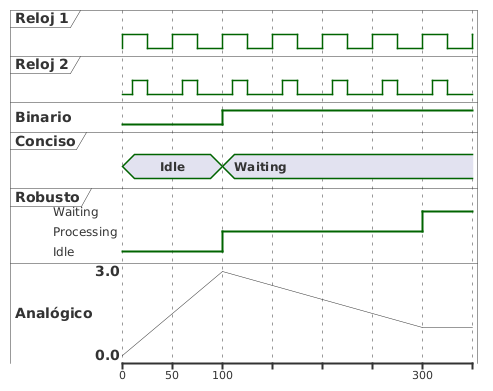 Reloj 1
Reloj 2
Binario
Conciso
Idle Waiting
Robusto
Waiting
Processing
Idle
3.0
Analógico
0.0
0 50 100 300